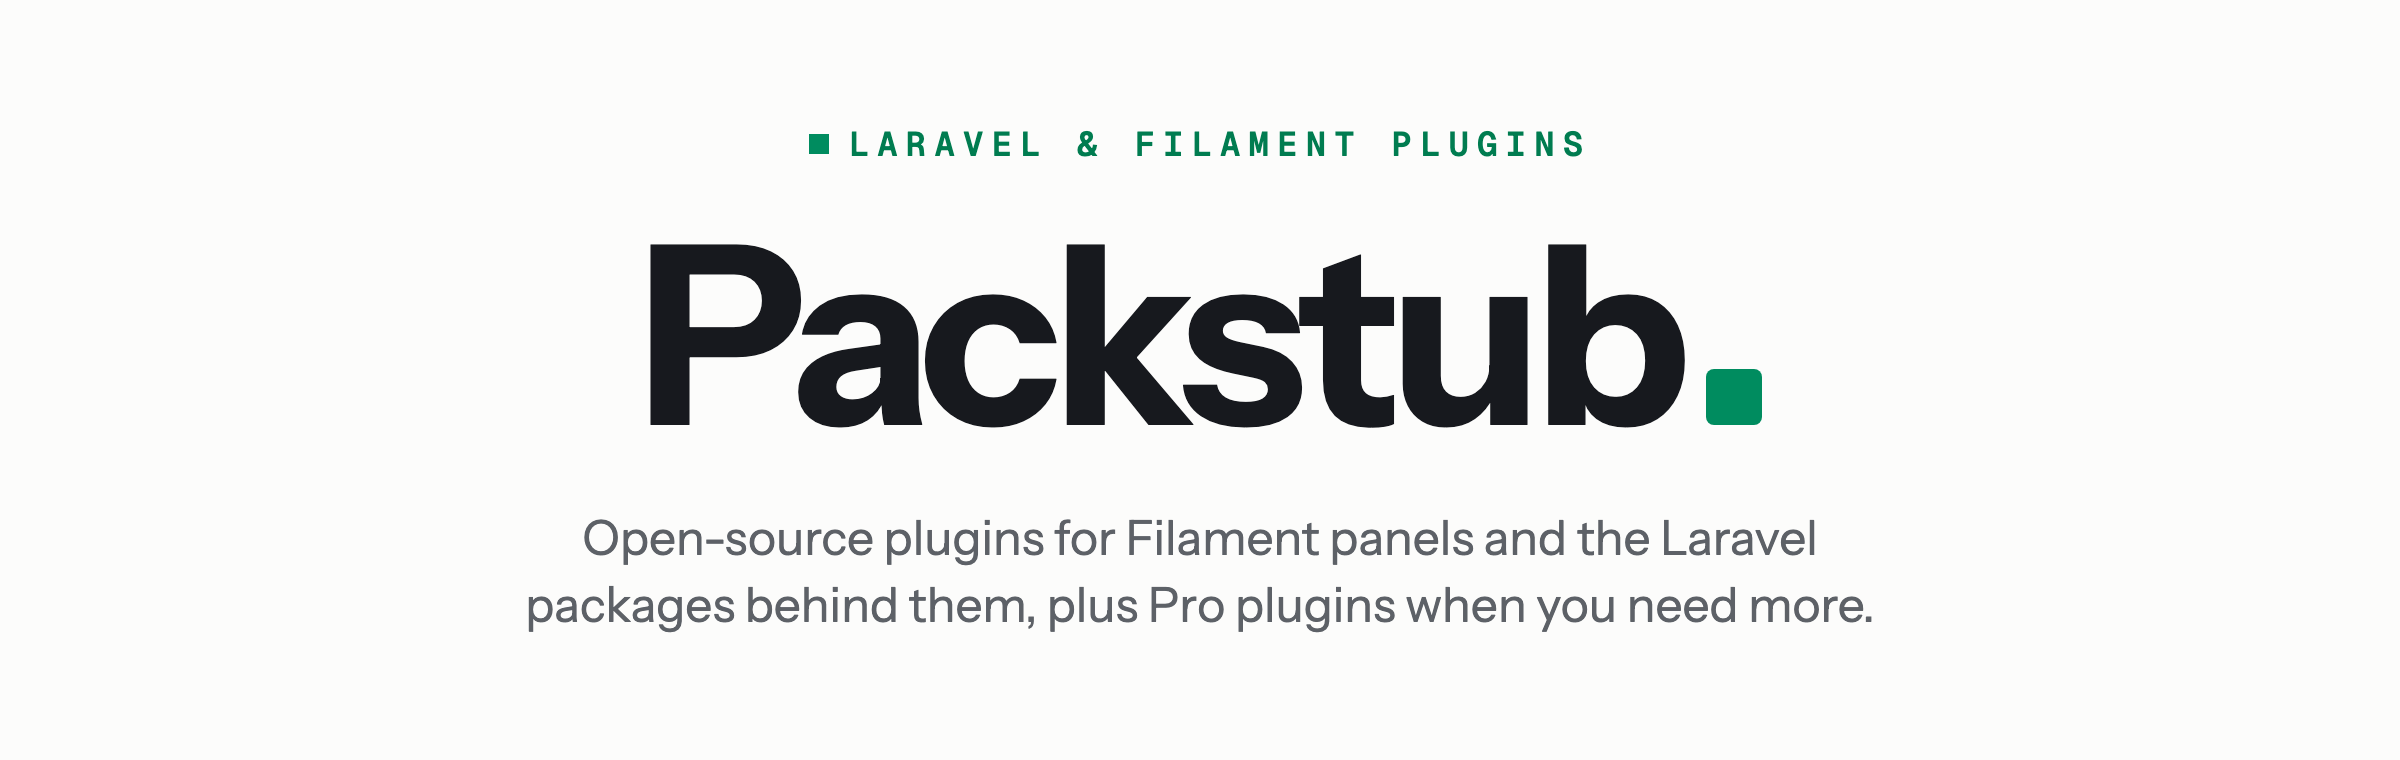 LARAVEL & FILAMENT PLUGINS
Packstub.
Open-source plugins for Filament panels and the Laravel
packages behind them, plus Pro plugins when you need more.